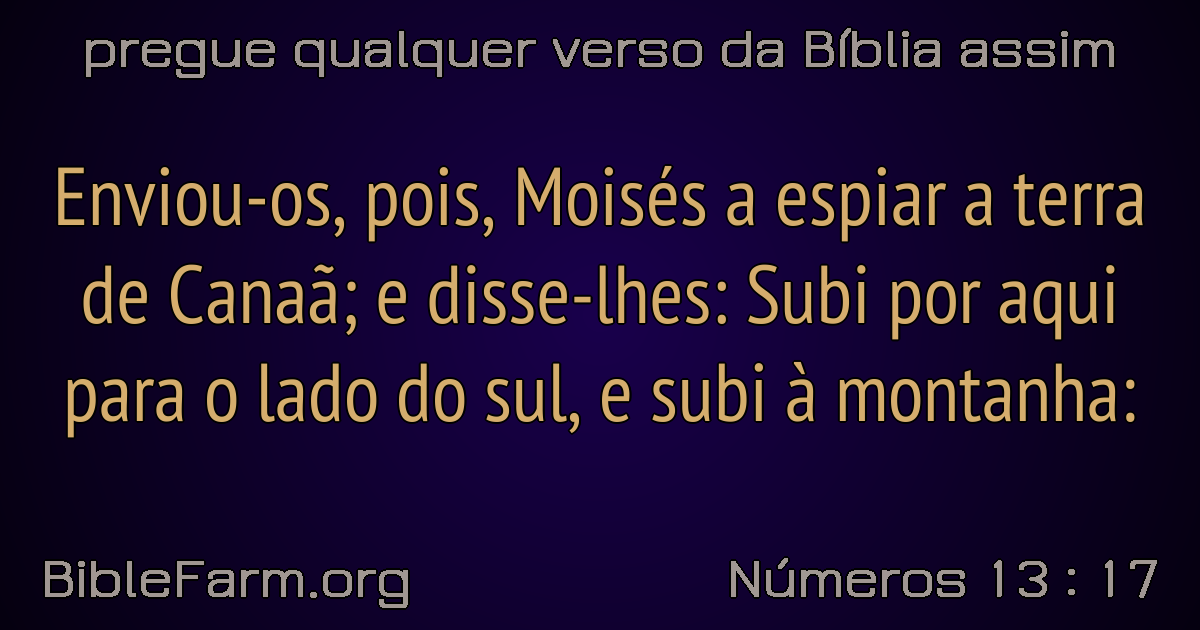 pregue qualquer verso da Bíblia assim
Enviou-os, pois, Moisés a espiar a terra
de Canaã; e disse-lhes: Subi por aqui
para o lado do sul, e subi à montanha:
BibleFarm.org
Números 13 : 17